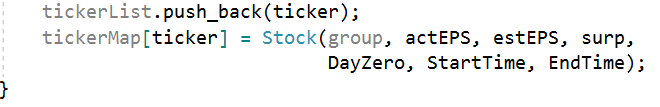 tickerList.push_back(ticker);
tickerMap[ticker] = Stock(group, actEPS, estEPS, surp,
DayZero, StartTime, EndTime);
}